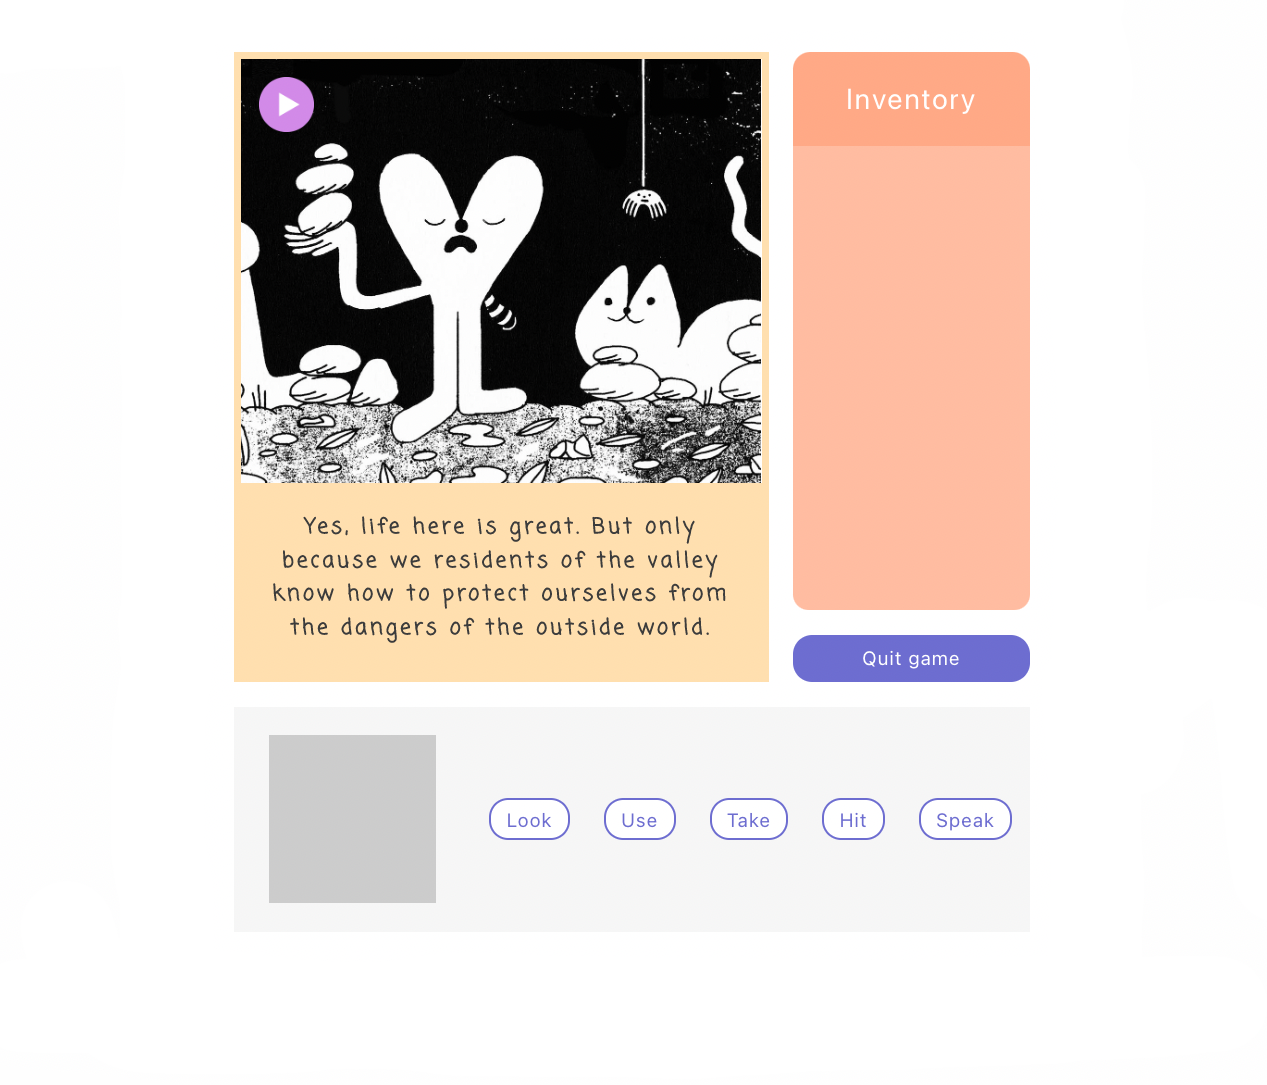 Inventory
Yes, life here is great. But only
because we residents of the valley
know how to protect ourselves from
the dangers of the outside world.
Quit game
Look
Use
Take
Hit
Speak